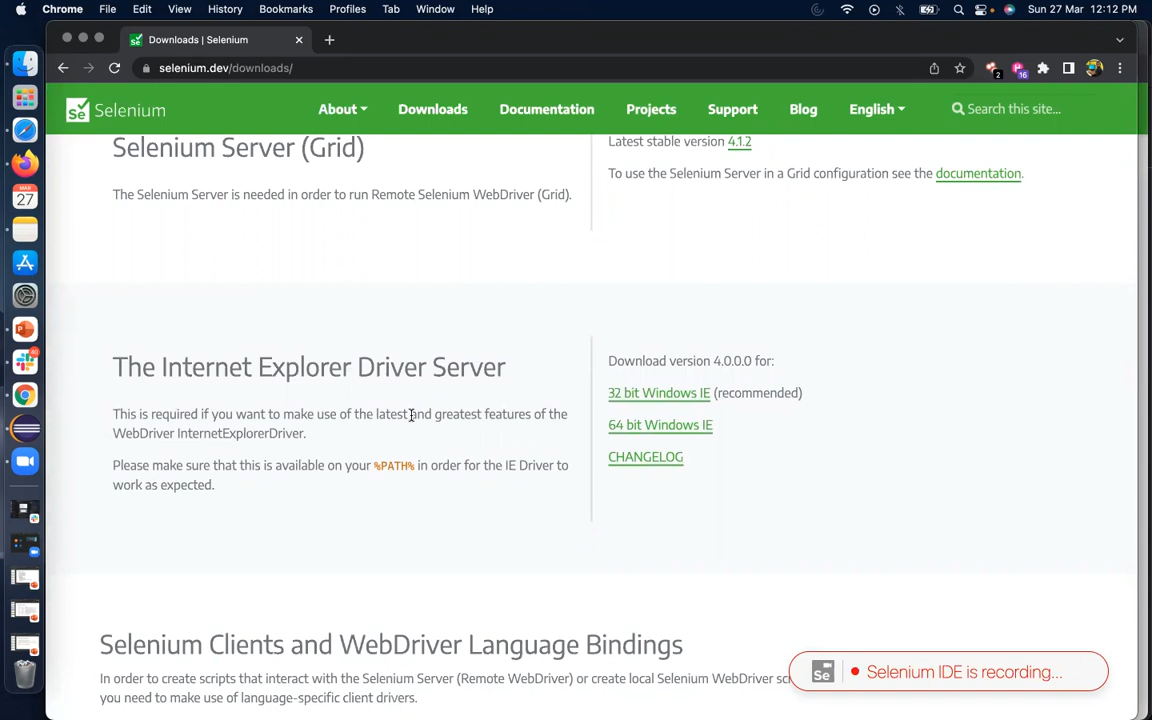 Chrome File Edit View History Bookmarks Profiles Tab Window Help Sun 27 Mar 12:12 PM
Downloads | Selenium
selenium.dev/downloads/
2
16
Se Selenium About Downloads Documentation Projects Support Blog English Search this site...
Selenium Server (Grid)
The Selenium Server is needed in order to run Remote Selenium WebDriver (Grid).
Latest stable version 4.1.2
To use the Selenium Server in a Grid configuration see the documentation.
The Internet Explorer Driver Server
This is required if you want to make use of the latest and greatest features of the
WebDriver InternetExplorerDriver.
Please make sure that this is available on your %PATH% in order for the IE Driver to
work as expected.
Download version 4.0.0.0 for:
32 bit Windows IE (recommended)
64 bit Windows IE
CHANGELOG
Selenium Clients and WebDriver Language Bindings
In order to create scripts that interact with the Selenium Server (Remote WebDriver) or create local Selenium WebDriver scr
you need to make use of language-specific client drivers.
Se Selenium IDE is recording...
MAR
27